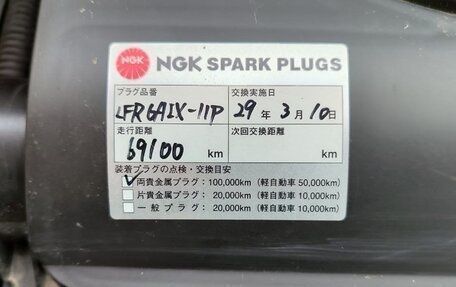 NGK NGK SPARK PLUGS
プラグ品番 交換実施日
LFR6AIX-11P 29年3月10日
走行距離 次回交換距離
69100 km km
装着プラグの点検・交換目安
両貴金属プラグ：100,000km（軽自動車 50,000km）
片貴金属プラグ： 20,000km（軽自動車 10,000km）
一般プラグ： 20,000km（軽自動車 10,000km）